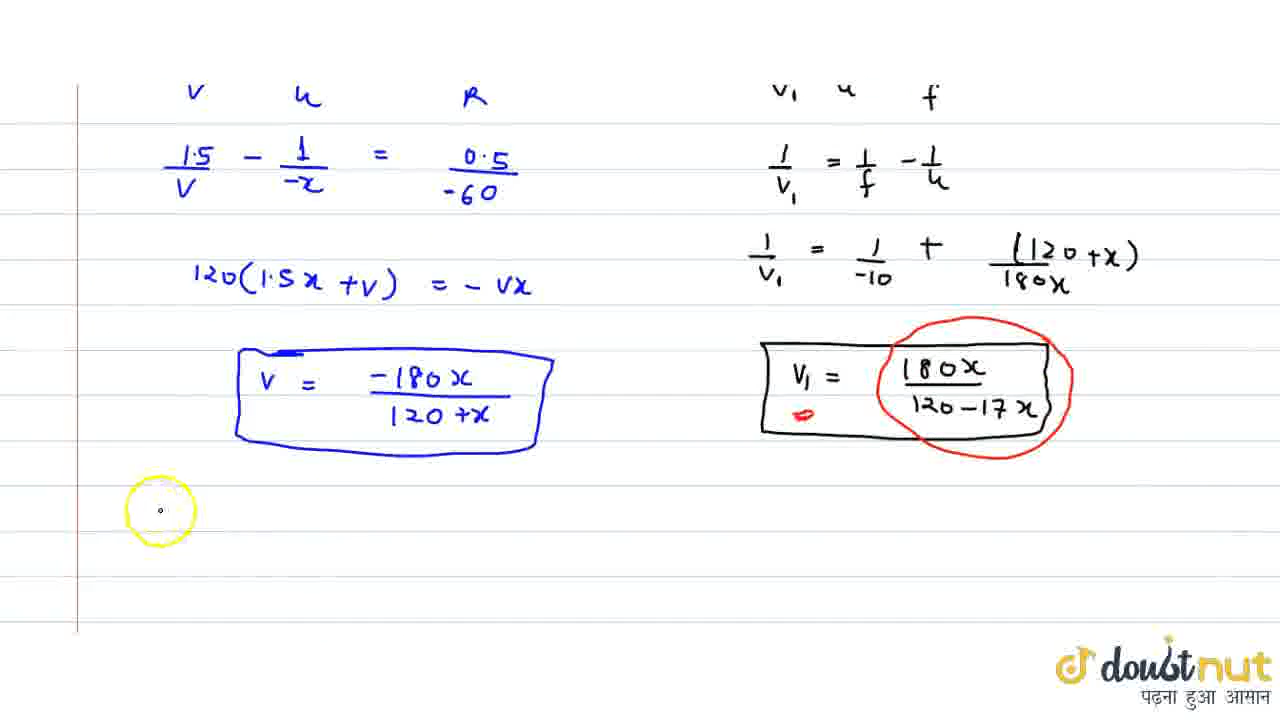 V u R
1.5/V - 1/-x = 0.5/-60
120(1.5x + V) = - Vx
V = -180x/120+x
V₁ u f
1/V₁ = 1/f - 1/u
1/V₁ = 1/-10 + (120+x)/180x
V₁ = 180x/120-17x
doubtnut
पढ़ना हुआ आसान